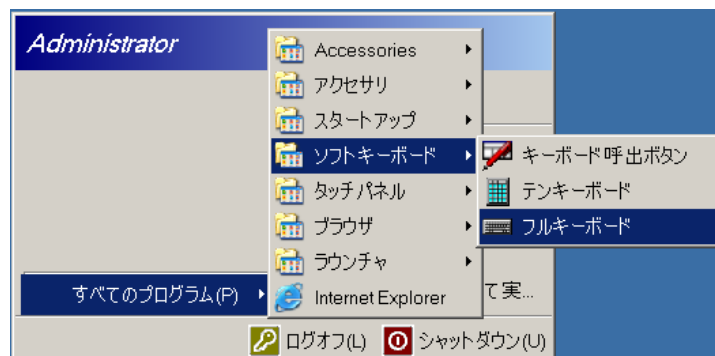 Administrator
Accessories
アクセサリ
スタートアップ
ソフトキーボード
タッチパネル
ブラウザ
ラウンチャ
Internet Explorer
キーボード呼出ボタン
テンキーボード
フルキーボード
すべてのプログラム(P)
て実...
ログオフ(L)
シャットダウン(U)